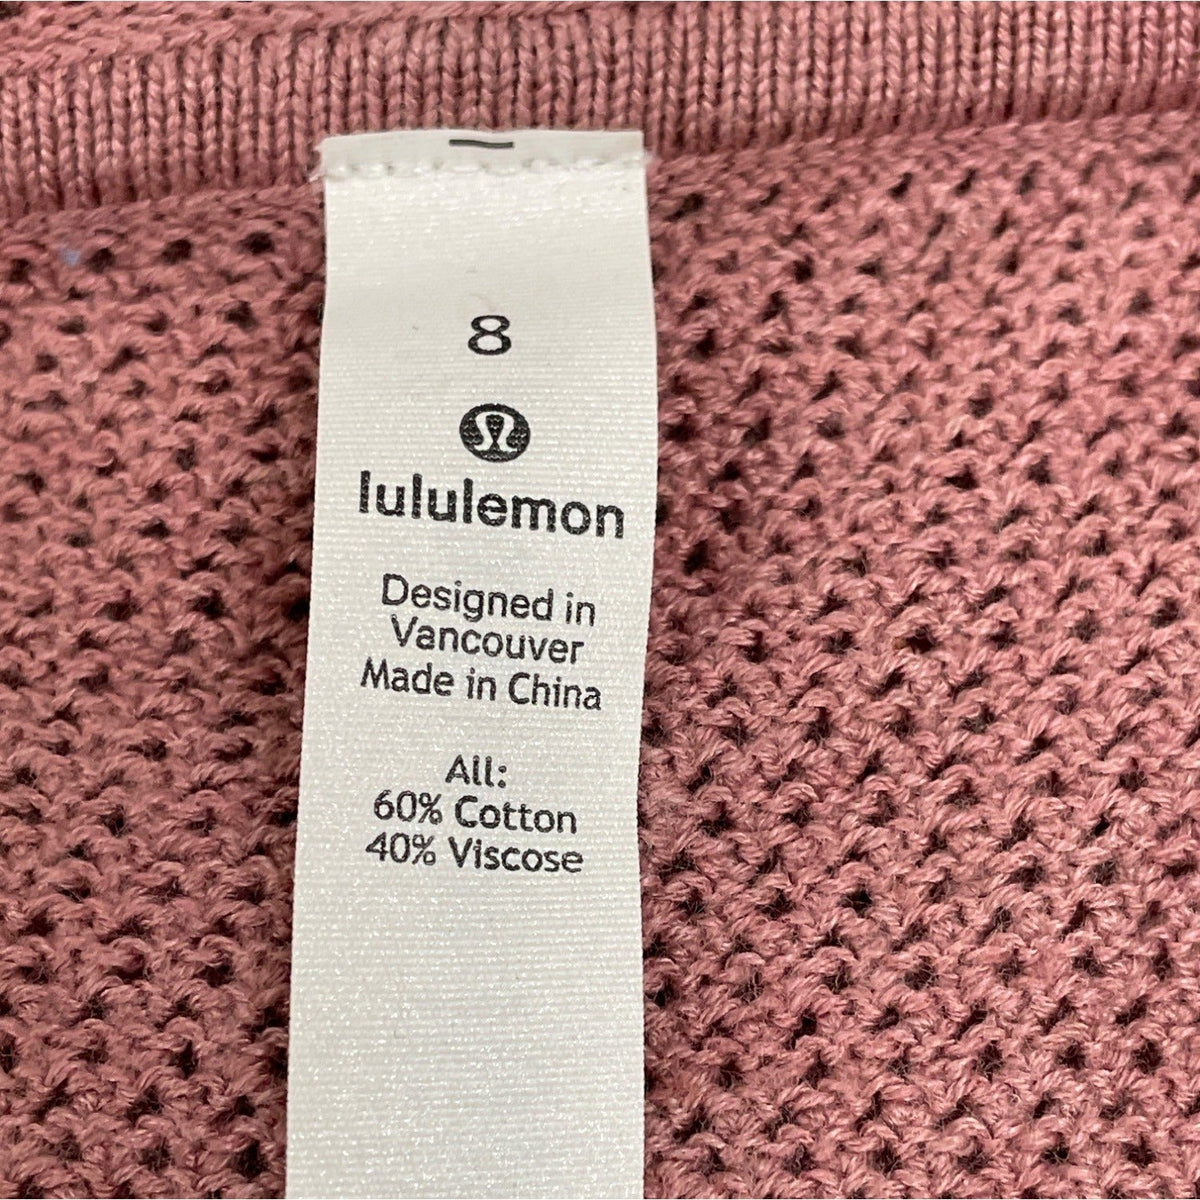 8
lululemon
Designed in
Vancouver
Made in China
All:
60% Cotton
40% Viscose